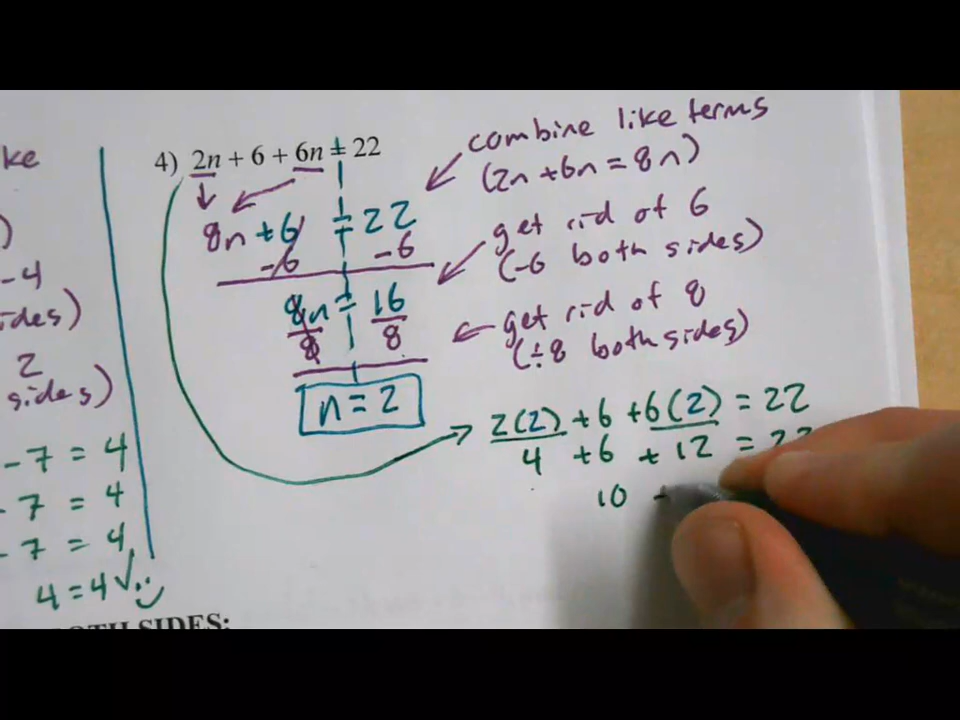 4) 2n + 6 + 6n = 22
combine like terms
(2n + 6n = 8n)
8n + 6 = 22
-6 -6
get rid of 6
(-6 both sides)
8n = 16
8 8
get rid of 8
(÷8 both sides)
n = 2
2(2) + 6 + 6(2) = 22
4 + 6 + 12 = 22
10
-4
2
sides)
- 7 = 4
- 7 = 4
- 7 = 4
4 = 4 √
BOTH SIDES: